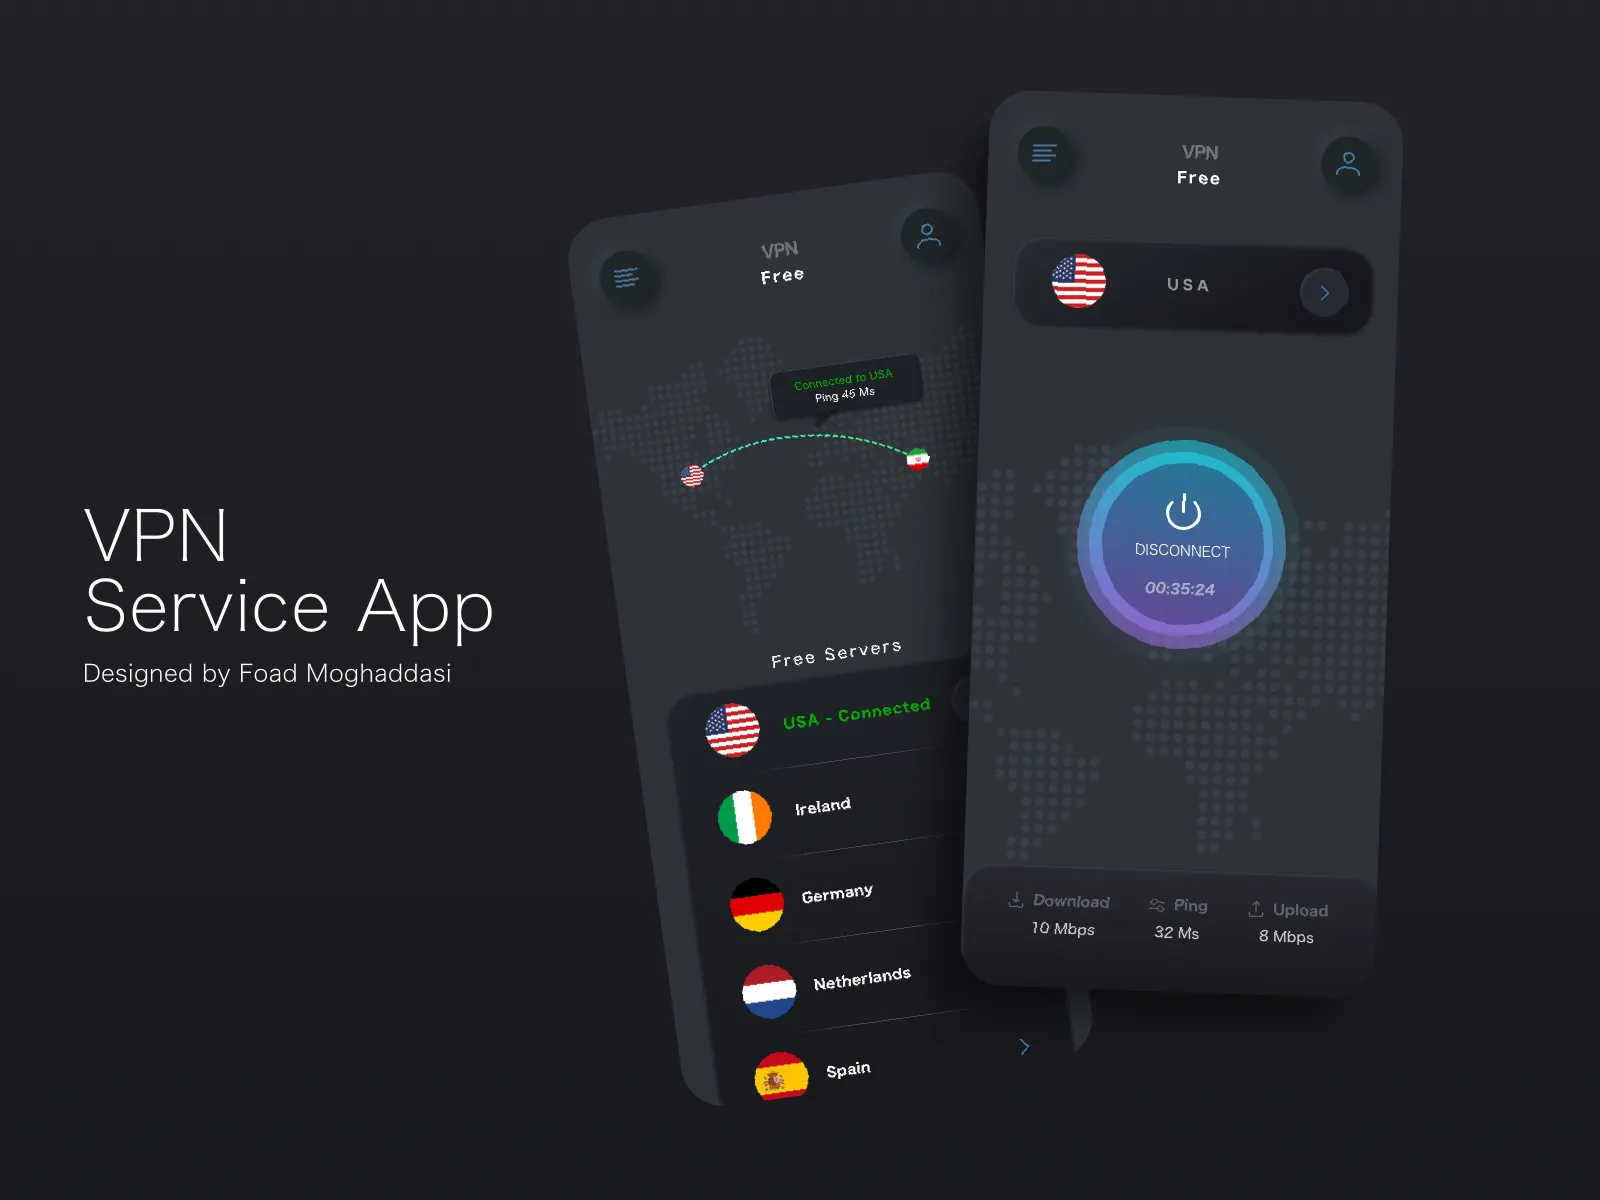 VPN
Service App
Designed by Foad Moghaddasi
VPN
Free
Connected to USA
Ping 45 Ms
Free Servers
USA - Connected
Ireland
Germany
Netherlands
Spain
VPN
Free
USA
DISCONNECT
00:35:24
Download
10 Mbps
Ping
32 Ms
Upload
8 Mbps